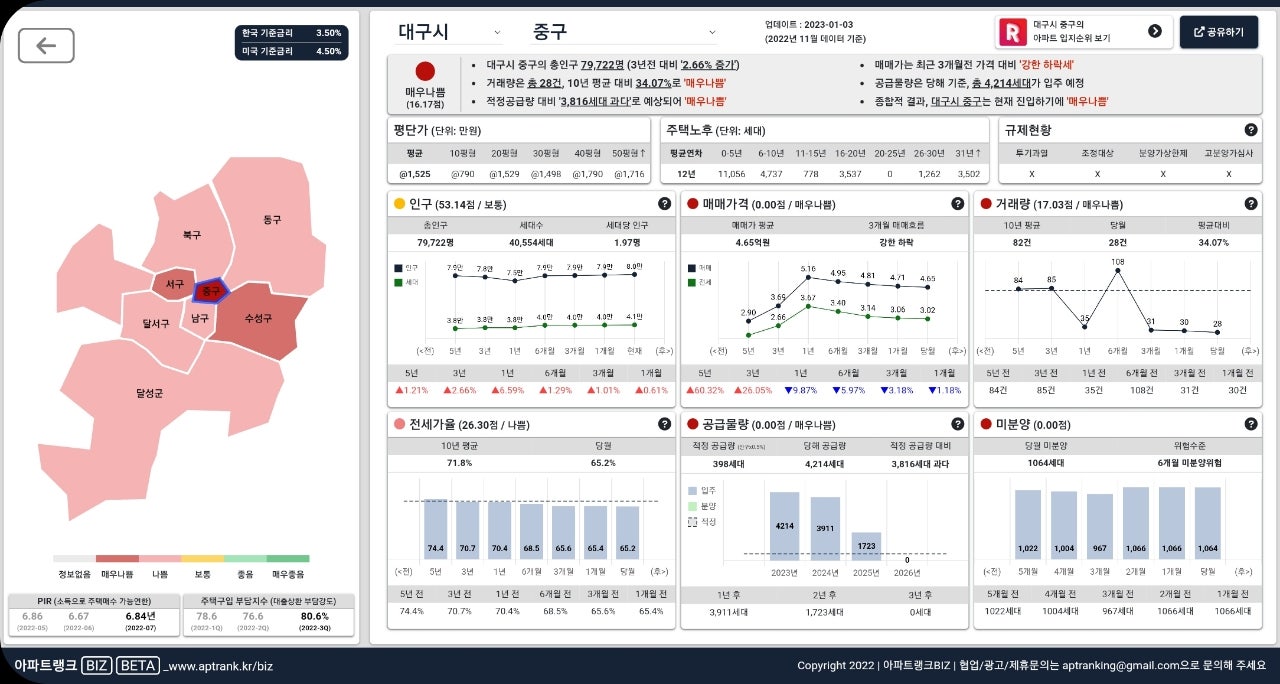 한국 기준금리 3.50%
미국 기준금리 4.50%
동구
북구
서구
중구
달서구
남구
수성구
달성군
정보없음 매우나쁨 나쁨 보통 좋음 매우좋음
PIR (소득으로 주택매수 가능연한)
6.86 6.67 6.84년
(2022-05) (2022-06) (2022-07)
주택구입 부담지수 (대출상환 부담강도)
78.6 76.6 80.6%
(2022-1Q) (2022-2Q) (2022-3Q)
대구시 중구
업데이트 : 2023-01-03
(2022년 11월 데이터 기준)
R
대구시 중구의
아파트 입지순위 보기
공유하기
매우나쁨
(16.17점)
• 대구시 중구의 총인구 79,722명 (3년전 대비 '2.66% 증가')
• 거래량은 총 28건, 10년 평균 대비 34.07%로 '매우나쁨'
• 적정공급량 대비 '3,816세대 과다'로 예상되어 '매우나쁨'
• 매매가는 최근 3개월전 가격 대비 '강한 하락세'
• 공급물량은 당해 기준, 총 4,214세대가 입주 예정
• 종합적 결과, 대구시 중구는 현재 진입하기에 '매우나쁨'
평단가 (단위: 만원)
평균 10평형 20평형 30평형 40평형 50평형↑
@1,525 @790 @1,529 @1,498 @1,790 @1,716
주택노후 (단위: 세대)
평균연차 0-5년 6-10년 11-15년 16-20년 20-25년 26-30년 31년↑
12년 11,056 4,737 778 3,537 0 1,262 3,502
규제현황 ?
투기과열 조정대상 분양가상한제 고분양가심사
X X X X
인구 (53.14점 / 보통) ?
총인구 세대수 세대당 인구
79,722명 40,554세대 1.97명
인구
세대
7.9만 7.8만 7.5만 7.9만 7.9만 7.9만 8.0만
3.8만 3.8만 3.8만 4.0만 4.0만 4.0만 4.1만
(<전) 5년 3년 1년 6개월 3개월 1개월 현재 (후>)
5년 3년 1년 6개월 3개월 1개월
▲1.21% ▲2.66% ▲6.59% ▲1.29% ▲1.01% ▲0.61%
매매가격 (0.00점 / 매우나쁨) ?
매매가 평균 3개월 매매흐름
4.65억원 강한 하락
매매
전세
2.90 3.69 5.16 4.95 4.81 4.71 4.65
2.66 3.67 3.40 3.14 3.06 3.02
(<전) 5년 3년 1년 6개월 3개월 1개월 당월 (후>)
5년 3년 1년 6개월 3개월 1개월
▲60.32% ▲26.05% ▼9.87% ▼5.97% ▼3.18% ▼1.18%
거래량 (17.03점 / 매우나쁨) ?
10년 평균 당월 평균대비
82건 28건 34.07%
84 85 35 108 31 30 28
(<전) 5년 3년 1년 6개월 3개월 1개월 당월 (후>)
5년 전 3년 전 1년 전 6개월 전 3개월 전 1개월 전
84건 85건 35건 108건 31건 30건
전세가율 (26.30점 / 나쁨) ?
10년 평균 당월
71.8% 65.2%
74.4 70.7 70.4 68.5 65.6 65.4 65.2
(<전) 5년 3년 1년 6개월 3개월 1개월 당월 (후>)
5년 전 3년 전 1년 전 6개월 전 3개월 전 1개월 전
74.4% 70.7% 70.4% 68.5% 65.6% 65.4%
공급물량 (0.00점 / 매우나쁨) ?
적정 공급량 (인구x0.5%) 당해 공급량 적정 공급량 대비
398세대 4,214세대 3,816세대 과다
입주
분양
적정
4214 3911 1723 0
2023년 2024년 2025년 2026년
1년 후 2년 후 3년 후
3,911세대 1,723세대 0세대
미분양 (0.00점) ?
당월 미분양 위험수준
1064세대 6개월 미분양위험
1,022 1,004 967 1,066 1,066 1,064
(<전) 5개월 4개월 3개월 2개월 1개월 당월 (후>)
5개월 전 4개월 전 3개월 전 2개월 전 1개월 전
1022세대 1004세대 967세대 1066세대 1066세대
아파트랭크 BIZ BETA _www.aptrank.kr/biz
Copyright 2022 | 아파트랭크BIZ | 협업/광고/제휴문의는 aptranking@gmail.com으로 문의해 주세요